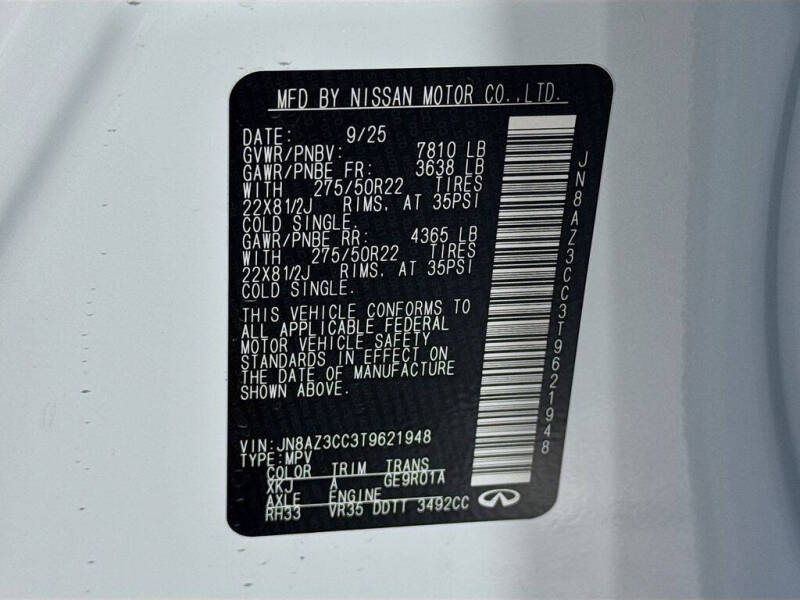 MFD BY NISSAN MOTOR CO.,LTD.
DATE: 9/25
GVWR/PNBV: 7810 LB
GAWR/PNBE FR: 3638 LB
WITH 275/50R22 TIRES
22X81/2J RIMS, AT 35PSI
COLD SINGLE.
GAWR/PNBE RR: 4365 LB
WITH 275/50R22 TIRES
22X81/2J RIMS, AT 35PSI
COLD SINGLE.
THIS VEHICLE CONFORMS TO
ALL APPLICABLE FEDERAL
MOTOR VEHICLE SAFETY
STANDARDS IN EFFECT ON
THE DATE OF MANUFACTURE
SHOWN ABOVE.
VIN:JN8AZ3CC3T9621948
TYPE:MPV
COLOR TRIM TRANS
XKJ A GE9R01A
AXLE ENGINE
RH33 VR35 DDTT 3492CC
JN8AZ3CC3T9621948